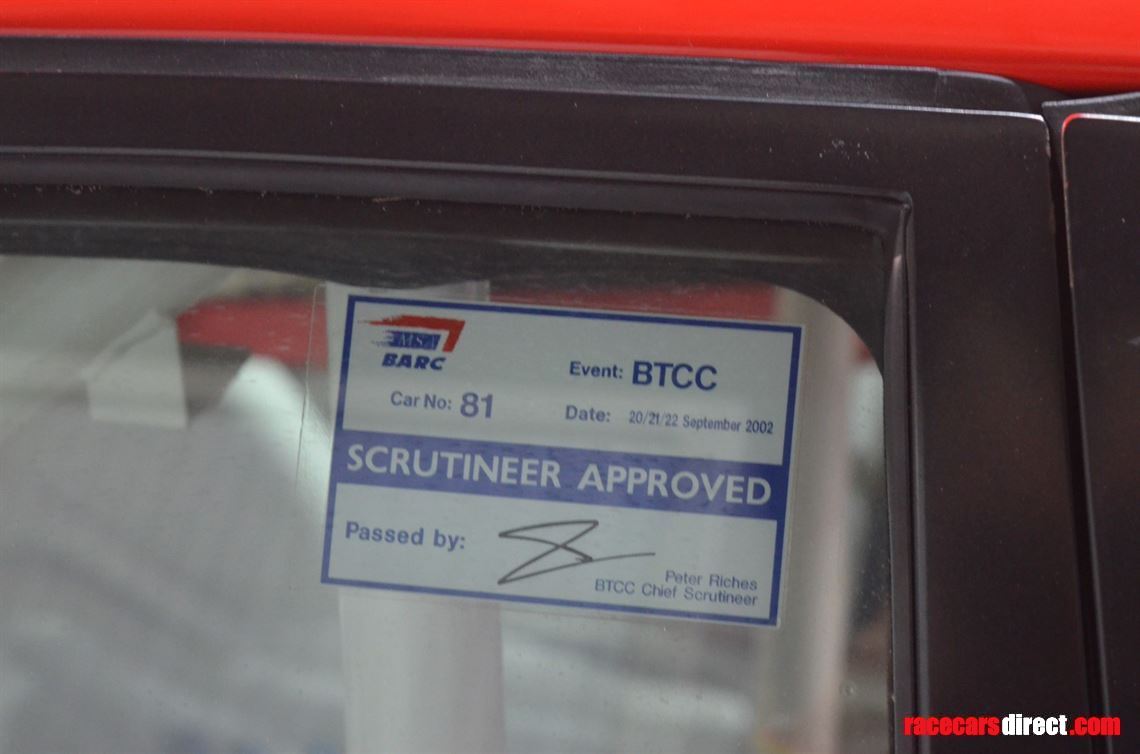 MSA
BARC
Event: BTCC
Car No: 81
Date: 20/21/22 September 2002
SCRUTINEER APPROVED
Passed by:
Peter Riches
BTCC Chief Scrutineer
racecarsdirect.com